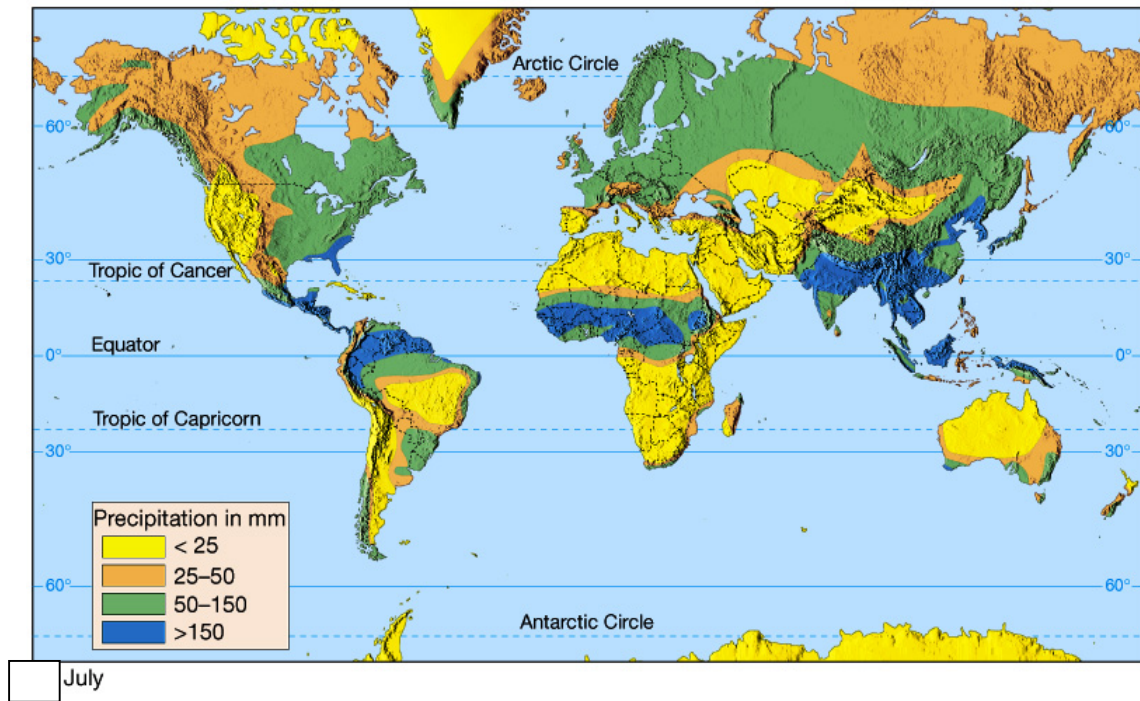 Arctic Circle
60° 60°
30° 30°
Tropic of Cancer
Equator
0° 0°
Tropic of Capricorn
30° 30°
Precipitation in mm
< 25
25–50
50–150
>150
60° 60°
Antarctic Circle
July